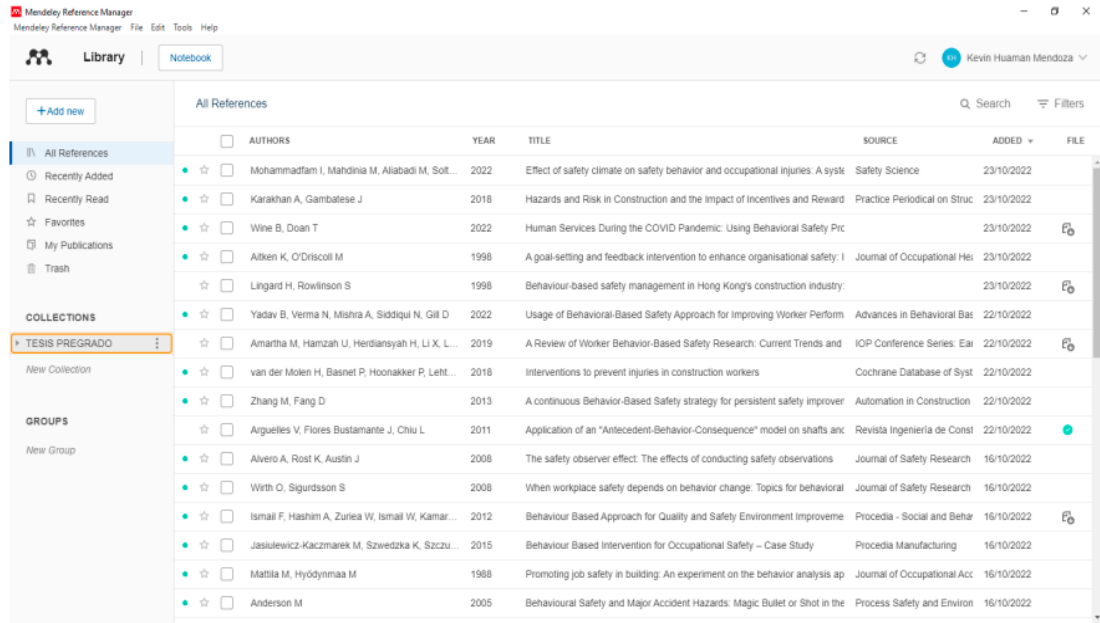 Mendeley Reference Manager
Mendeley Reference Manager File Edit Tools Help
Library Notebook KH Kevin Huaman Mendoza
+Add new All References Search Filters
AUTHORS YEAR TITLE SOURCE ADDED FILE
All References
Recently Added
Recently Read
Favorites
My Publications
Trash
COLLECTIONS
TESIS PREGRADO
New Collection
GROUPS
New Group
Mohammadfam I, Mahdinia M, Aliabadi M, Solt... 2022 Effect of safety climate on safety behavior and occupational injuries: A syste Safety Science 23/10/2022
Karakhan A, Gambatese J 2018 Hazards and Risk in Construction and the Impact of Incentives and Reward Practice Periodical on Struc 23/10/2022
Wine B, Doan T 2022 Human Services During the COVID Pandemic: Using Behavioral Safety Prc 23/10/2022
Aitken K, O'Driscoll M 1998 A goal-setting and feedback intervention to enhance organisational safety: I Journal of Occupational Hea 23/10/2022
Lingard H, Rowlinson S 1998 Behaviour-based safety management in Hong Kong's construction industry: 23/10/2022
Yadav B, Verma N, Mishra A, Siddiqui N, Gill D 2022 Usage of Behavioral-Based Safety Approach for Improving Worker Perform Advances in Behavioral Bas 22/10/2022
Amartha M, Hamzah U, Herdiansyah H, Li X, L... 2019 A Review of Worker Behavior-Based Safety Research: Current Trends and IOP Conference Series: Ear 22/10/2022
van der Molen H, Basnet P, Hoonakker P, Leht... 2018 Interventions to prevent injuries in construction workers Cochrane Database of Syst 22/10/2022
Zhang M, Fang D 2013 A continuous Behavior-Based Safety strategy for persistent safety improver Automation in Construction 22/10/2022
Arguelles V, Flores Bustamante J, Chiu L 2011 Application of an "Antecedent-Behavior-Consequence" model on shafts and Revista Ingeniería de Const 22/10/2022
Alvero A, Rost K, Austin J 2008 The safety observer effect: The effects of conducting safety observations Journal of Safety Research 16/10/2022
Wirth O, Sigurdsson S 2008 When workplace safety depends on behavior change: Topics for behavioral Journal of Safety Research 16/10/2022
Ismail F, Hashim A, Zuriea W, Ismail W, Kamar... 2012 Behaviour Based Approach for Quality and Safety Environment Improveme Procedia - Social and Behav 16/10/2022
Jasiulewicz-Kaczmarek M, Szwedzka K, Szczu... 2015 Behaviour Based Intervention for Occupational Safety – Case Study Procedia Manufacturing 16/10/2022
Mattila M, Hyödynmaa M 1988 Promoting job safety in building: An experiment on the behavior analysis ap Journal of Occupational Acc 16/10/2022
Anderson M 2005 Behavioural Safety and Major Accident Hazards: Magic Bullet or Shot in the Process Safety and Environ 16/10/2022